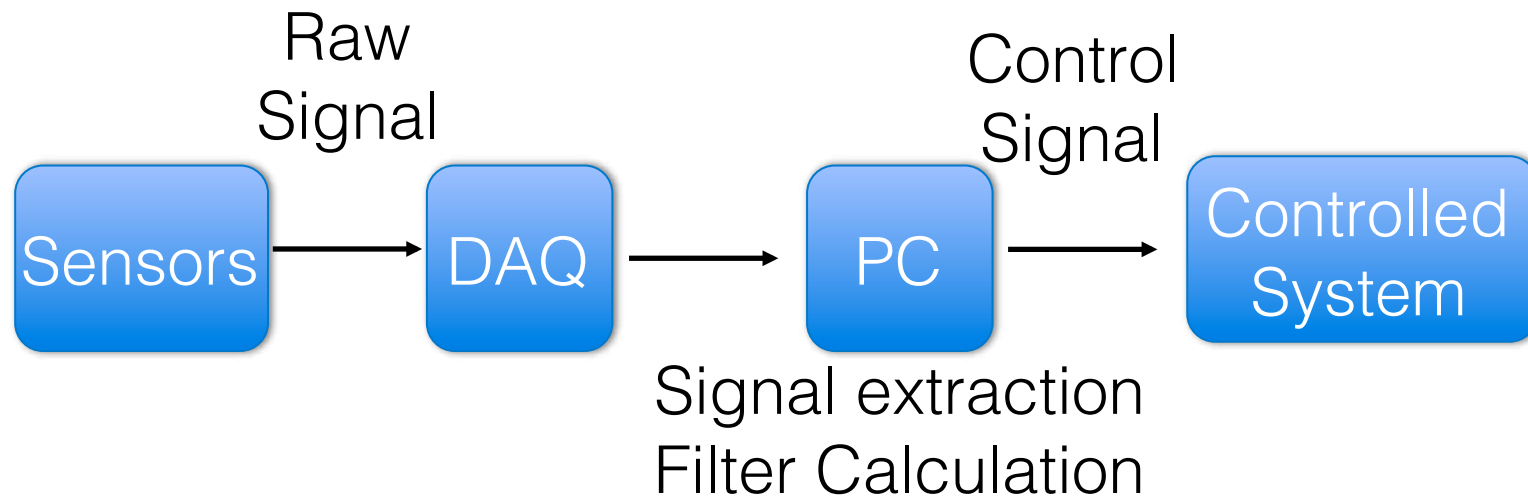 Raw
Signal
Control
Signal
Sensors
DAQ
PC
Controlled
System
Signal extraction
Filter Calculation